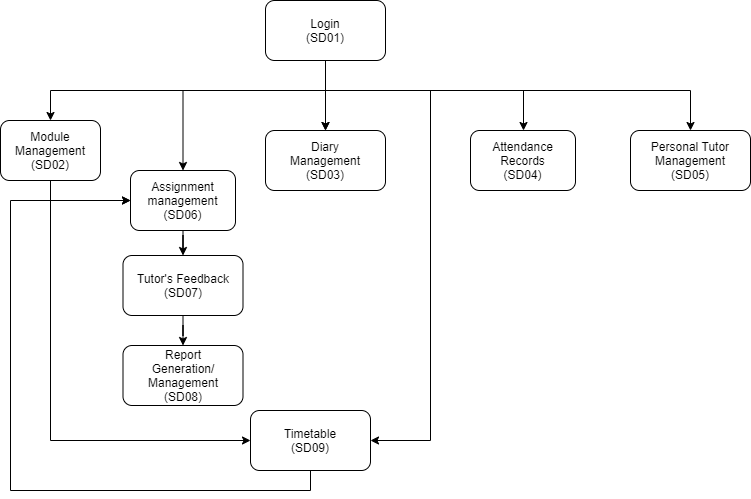 Login
(SD01)
Module
Management
(SD02)
Diary
Management
(SD03)
Attendance
Records
(SD04)
Personal Tutor
Management
(SD05)
Assignment
management
(SD06)
Tutor's Feedback
(SD07)
Report
Generation/
Management
(SD08)
Timetable
(SD09)